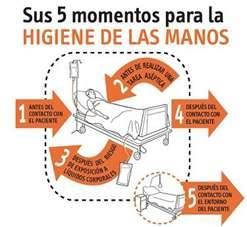 Sus 5 momentos para la
HIGIENE DE LAS MANOS
1 ANTES DEL
CONTACTO CON
EL PACIENTE
2 ANTES DE REALIZAR UNA
TAREA ASÉPTICA
3 DESPUÉS DEL RIESGO
DE EXPOSICIÓN A
LÍQUIDOS CORPORALES
4 DESPUÉS DEL
CONTACTO CON
EL PACIENTE
5 DESPUÉS DEL
CONTACTO CON
EL ENTORNO
DEL PACIENTE